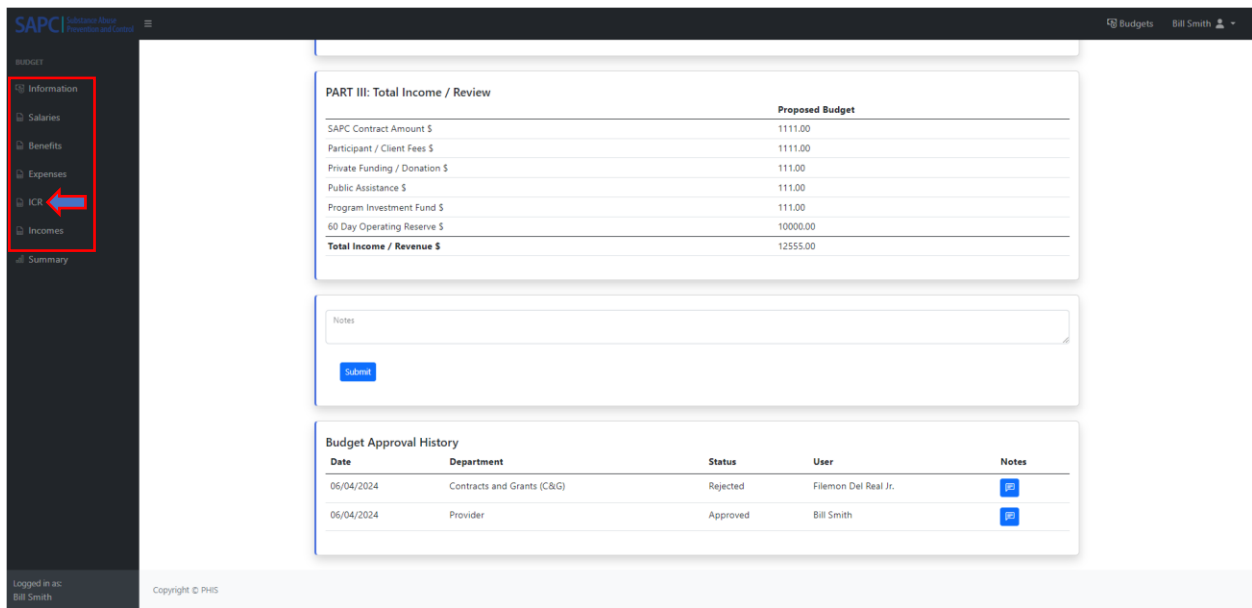 SAPC Substance Abuse
Prevention and Control
Budgets Bill Smith
BUDGET
Information
Salaries
Benefits
Expenses
ICR
Incomes
Summary
PART III: Total Income / Review
Proposed Budget
SAPC Contract Amount $ 1111.00
Participant / Client Fees $ 1111.00
Private Funding / Donation $ 111.00
Public Assistance $ 111.00
Program Investment Fund $ 111.00
60 Day Operating Reserve $ 10000.00
Total Income / Revenue $ 12555.00
Notes
Submit
Budget Approval History
Date Department Status User Notes
06/04/2024 Contracts and Grants (C&G) Rejected Filemon Del Real Jr.
06/04/2024 Provider Approved Bill Smith
Logged in as:
Bill Smith
Copyright © PHIS